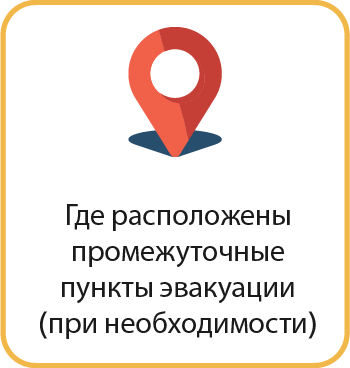 Где расположены
промежуточные
пункты эвакуации
(при необходимости)